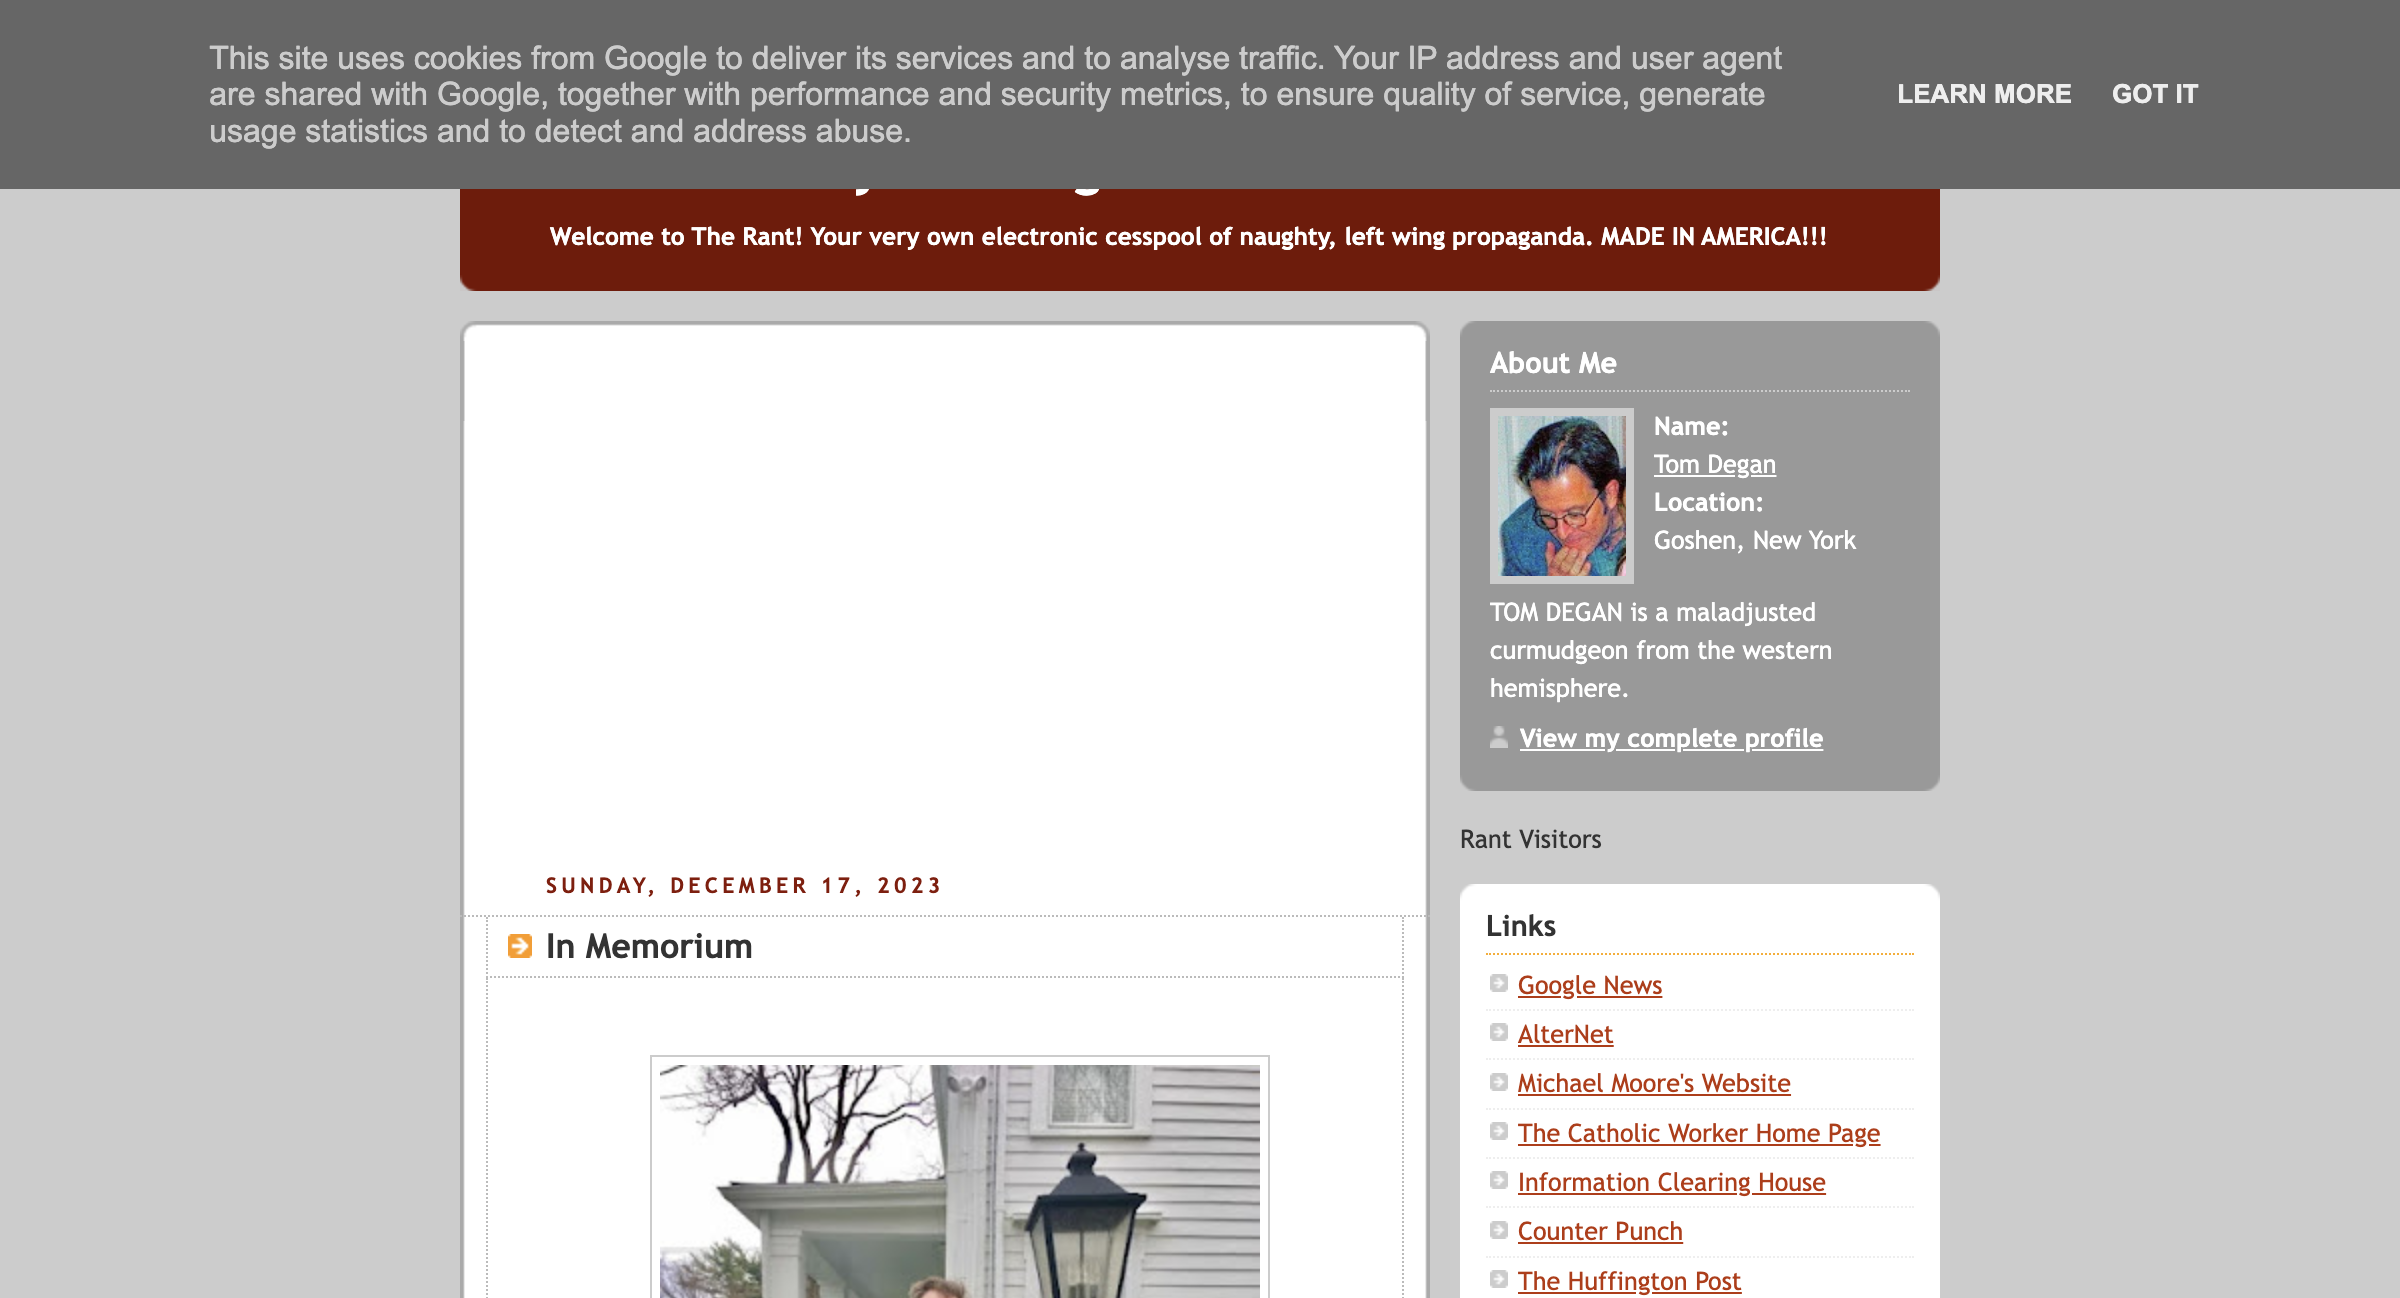 This site uses cookies from Google to deliver its services and to analyse traffic. Your IP address and user agent
are shared with Google, together with performance and security metrics, to ensure quality of service, generate
usage statistics and to detect and address abuse.
LEARN MORE
GOT IT
Welcome to The Rant! Your very own electronic cesspool of naughty, left wing propaganda. MADE IN AMERICA!!!
SUNDAY, DECEMBER 17, 2023
In Memorium
About Me
Name:
Tom Degan
Location:
Goshen, New York
TOM DEGAN is a maladjusted
curmudgeon from the western
hemisphere.
View my complete profile
Rant Visitors
Links
Google News
AlterNet
Michael Moore's Website
The Catholic Worker Home Page
Information Clearing House
Counter Punch
The Huffington Post